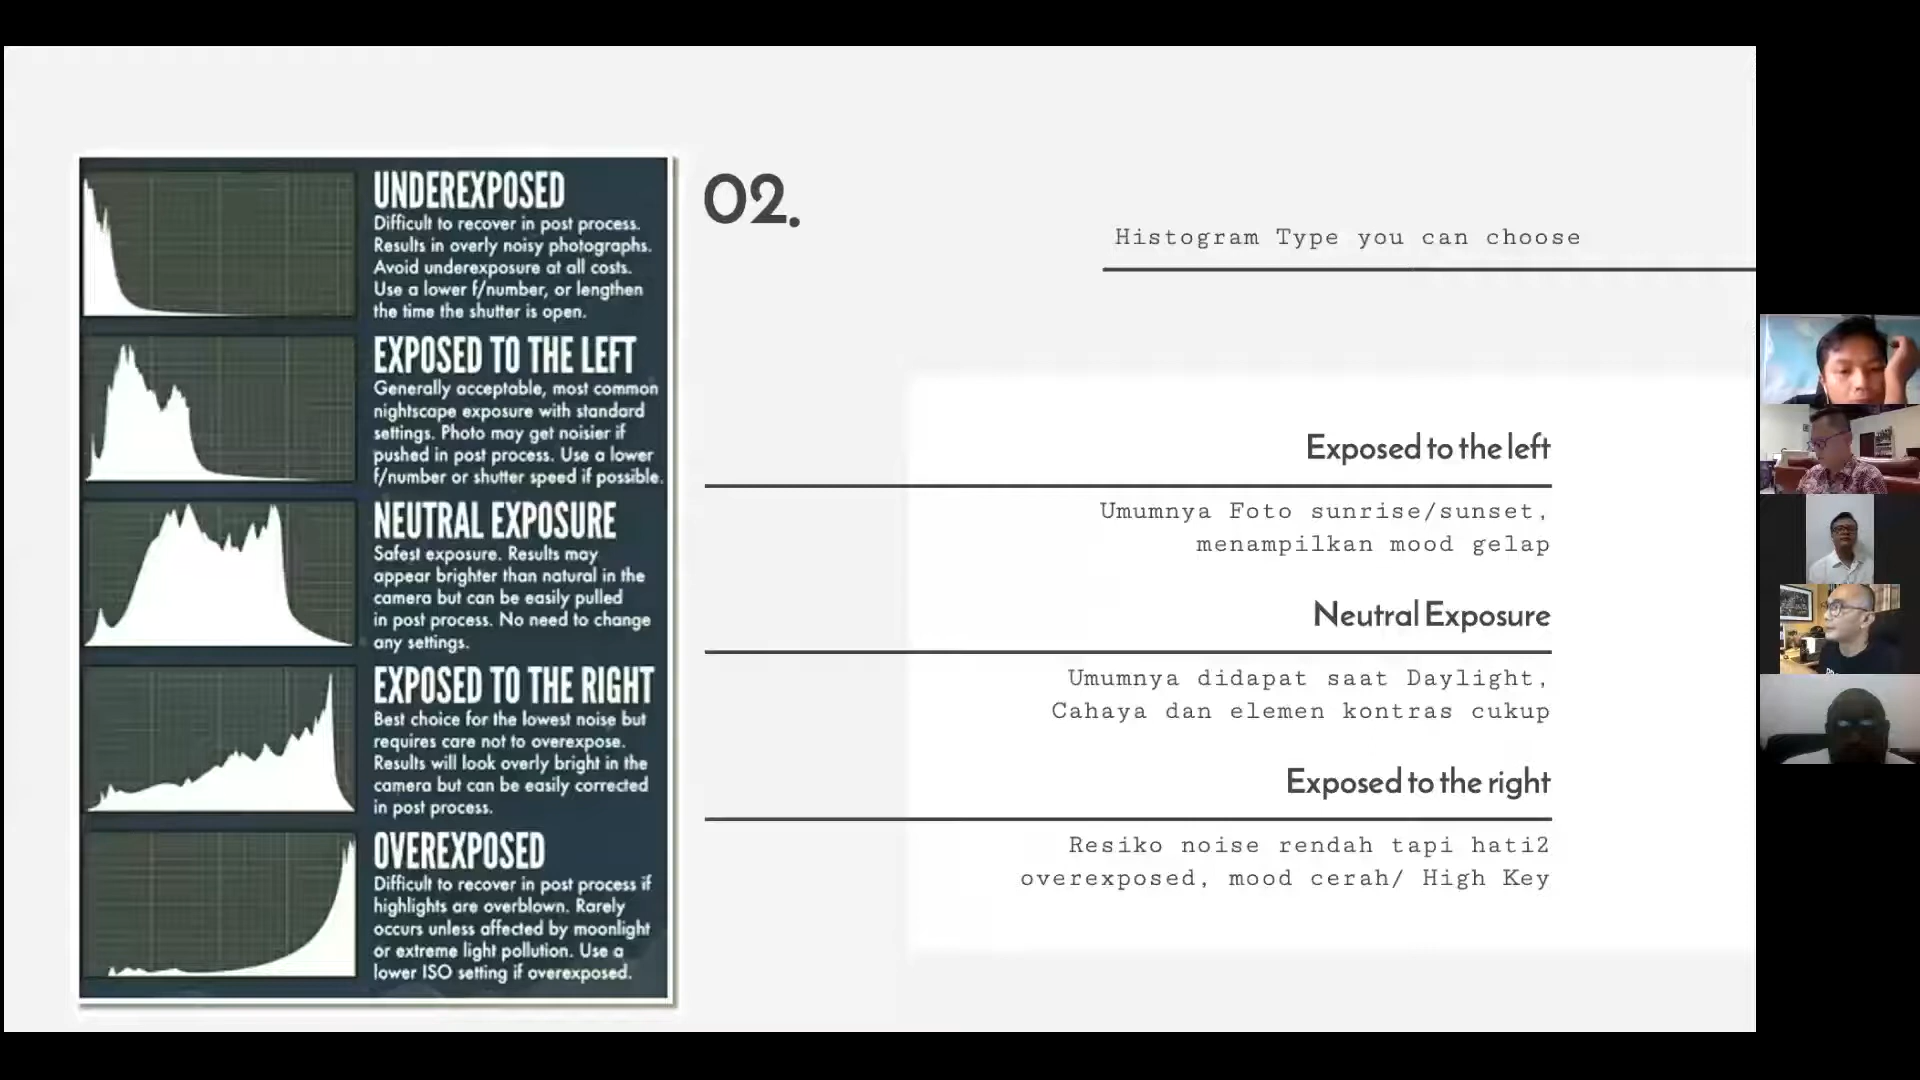 UNDEREXPOSED
Difficult to recover in post process.
Results in overly noisy photographs.
Avoid underexposure at all costs.
Use a lower f/number, or lengthen
the time the shutter is open.
EXPOSED TO THE LEFT
Generally acceptable, most common
nightscape exposure with standard
settings. Photo may get noisier if
pushed in post process. Use a lower
f/number or shutter speed if possible.
NEUTRAL EXPOSURE
Safest exposure. Results may
appear brighter than natural in the
camera but can be easily pulled
in post process. No need to change
any settings.
EXPOSED TO THE RIGHT
Best choice for the lowest noise but
requires care not to overexpose.
Results will look overly bright in the
camera but can be easily corrected
in post process.
OVEREXPOSED
Difficult to recover in post process if
highlights are overblown. Rarely
occurs unless affected by moonlight
or extreme light pollution. Use a
lower ISO setting if overexposed.
02.
Histogram Type you can choose
Exposed to the left
Umumnya Foto sunrise/sunset,
menampilkan mood gelap
Neutral Exposure
Umumnya didapat saat Daylight,
Cahaya dan elemen kontras cukup
Exposed to the right
Resiko noise rendah tapi hati2
overexposed, mood cerah/ High Key